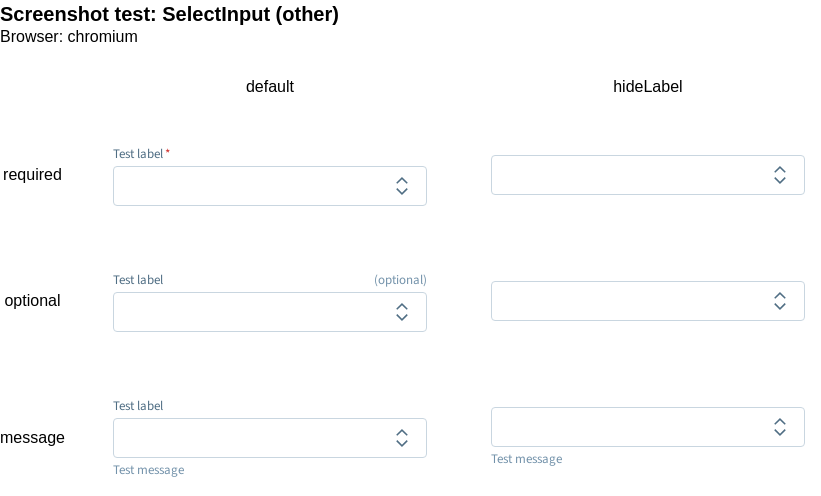 Screenshot test: SelectInput (other)
Browser: chromium
default hideLabel
Test label *
required
Test label (optional)
optional
Test label
message
Test message Test message